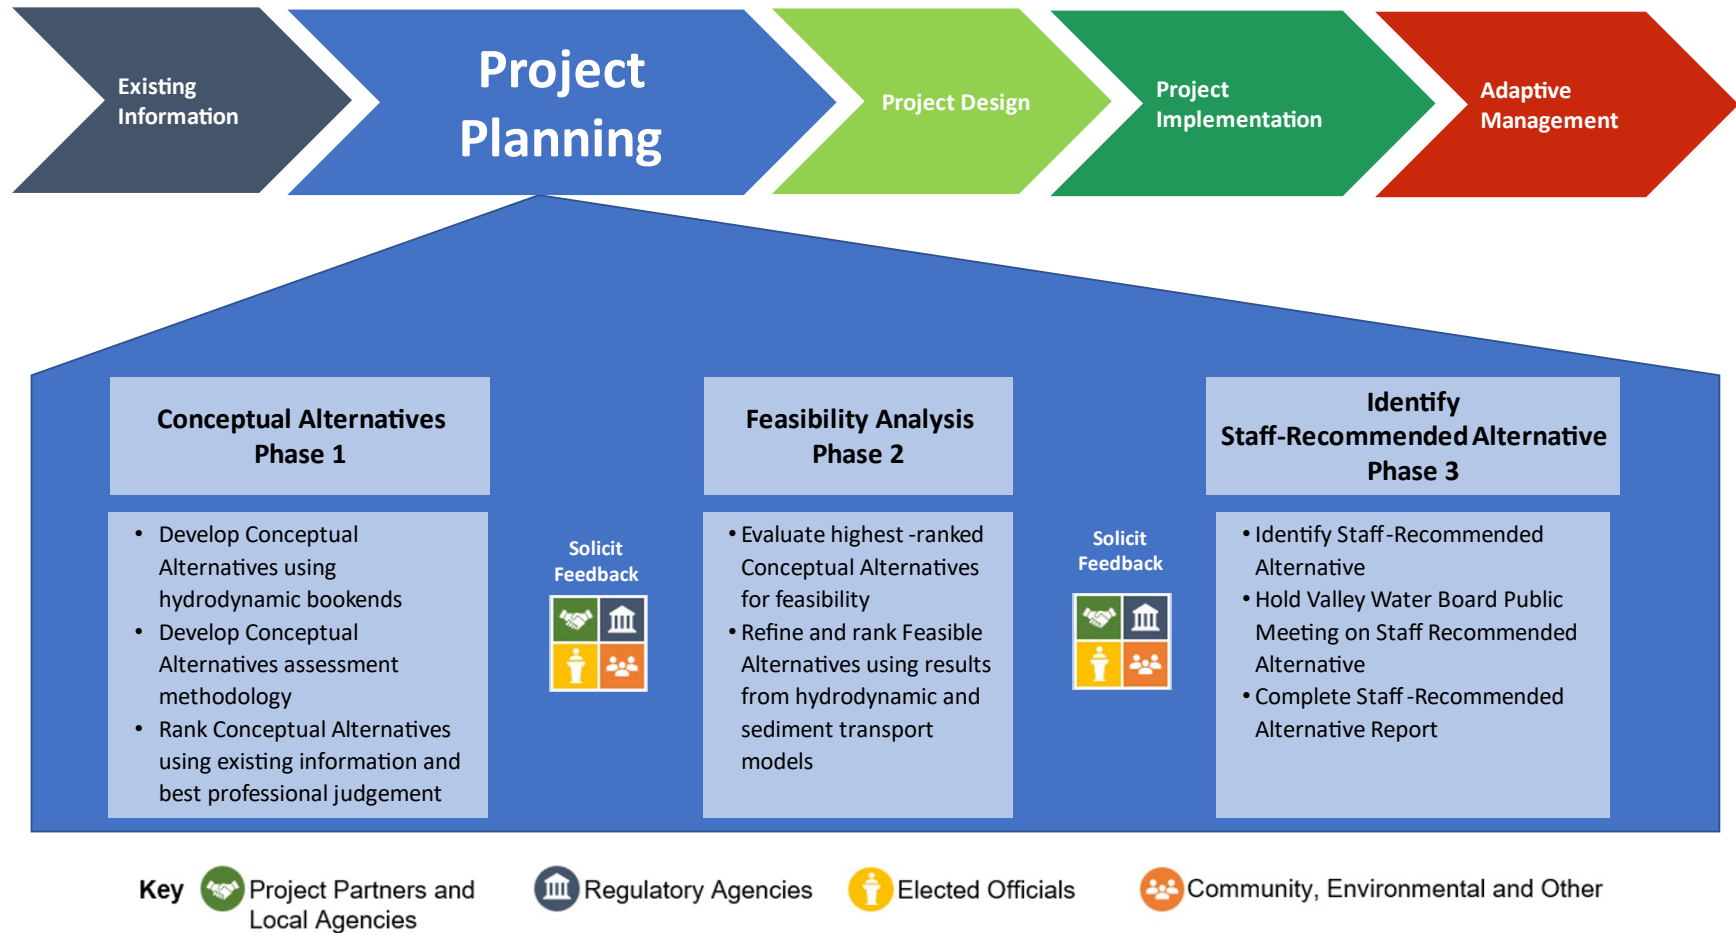 Existing
Information
Project
Planning
Project Design
Project
Implementation
Adaptive
Management
Conceptual Alternatives
Phase 1
• Develop Conceptual
Alternatives using
hydrodynamic bookends
• Develop Conceptual
Alternatives assessment
methodology
• Rank Conceptual Alternatives
using existing information and
best professional judgement
Solicit
Feedback
Feasibility Analysis
Phase 2
• Evaluate highest-ranked
Conceptual Alternatives
for feasibility
• Refine and rank Feasible
Alternatives using results
from hydrodynamic and
sediment transport
models
Solicit
Feedback
Identify
Staff-Recommended Alternative
Phase 3
• Identify Staff-Recommended
Alternative
• Hold Valley Water Board Public
Meeting on Staff Recommended
Alternative
• Complete Staff-Recommended
Alternative Report
Key
Project Partners and
Local Agencies
Regulatory Agencies
Elected Officials
Community, Environmental and Other